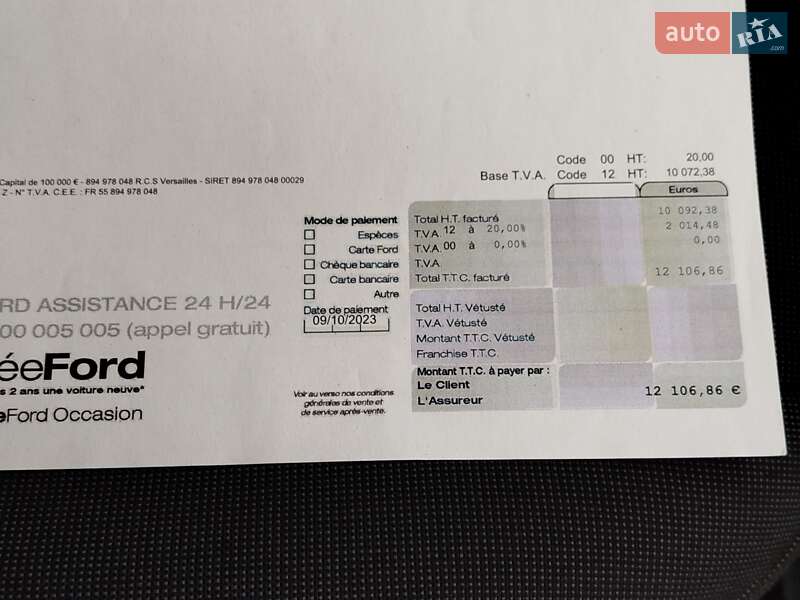 auto RIA .com
Code 00 HT: 20,00
Base T.V.A. Code 12 HT: 10 072,38
Euros
Capital de 100 000 € - 894 978 048 R.C.S Versailles - SIRET 894 978 048 00029
Z - N° T.V.A. C.E.E. : FR 55 894 978 048
Mode de paiement
Espèces
Carte Ford
Chèque bancaire
Carte bancaire
Autre
Date de paiement
09/10/2023
Total H.T. facturé 10 092,38
T.V.A. 12 à 20,00% 2 014,48
T.V.A. 00 à 0,00% 0,00
T.V.A.
Total T.T.C. facturé 12 106,86
Total H.T. Vétusté
T.V.A. Vétusté
Montant T.T.C. Vétusté
Franchise T.T.C.
Montant T.T.C. à payer par :
Le Client 12 106,86 €
L'Assureur
RD ASSISTANCE 24 H/24
00 005 005 (appel gratuit)
éeFord
s 2 ans une voiture neuve*
eFord Occasion
Voir au verso nos conditions
générales de vente et
de service après-vente.